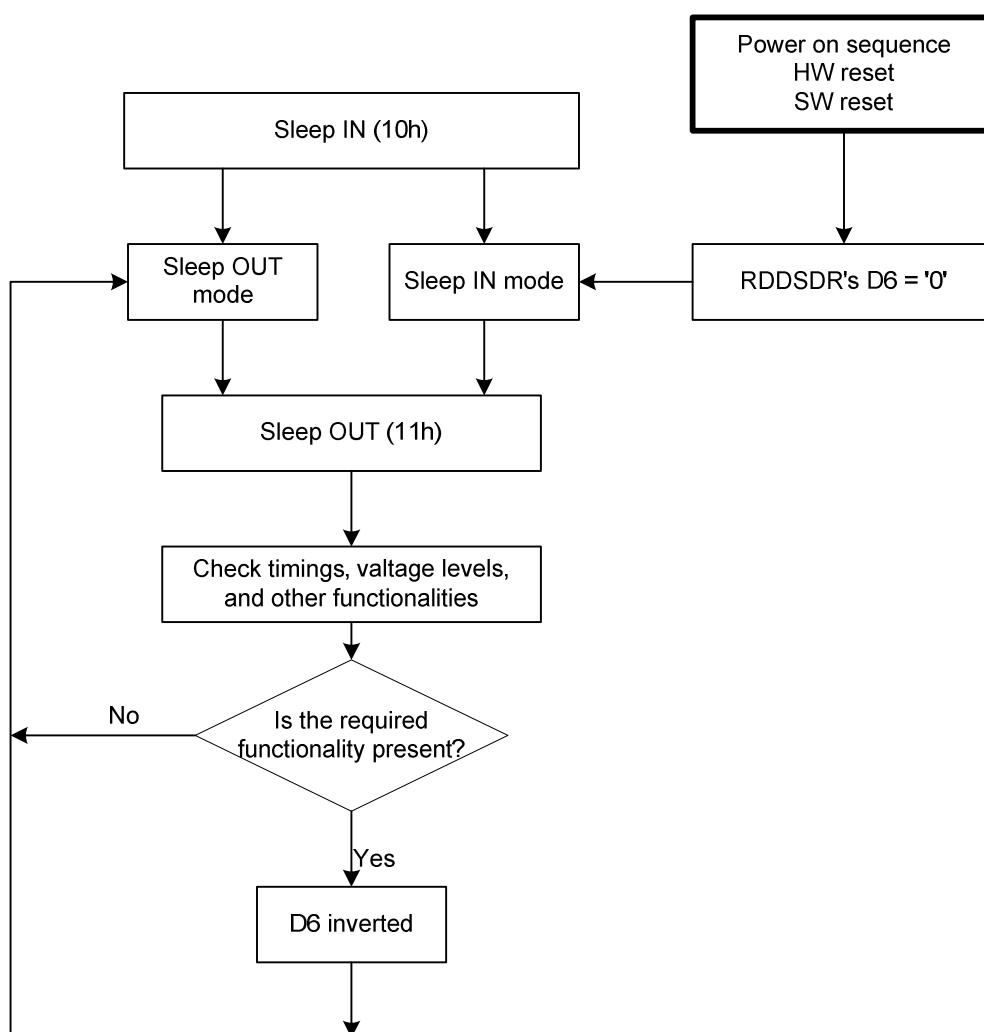 Power on sequence
HW reset
SW reset
Sleep IN (10h)
Sleep OUT
mode
Sleep IN mode
RDDSDR's D6 = '0'
Sleep OUT (11h)
Check timings, valtage levels,
and other functionalities
Is the required
functionality present?
No
Yes
D6 inverted